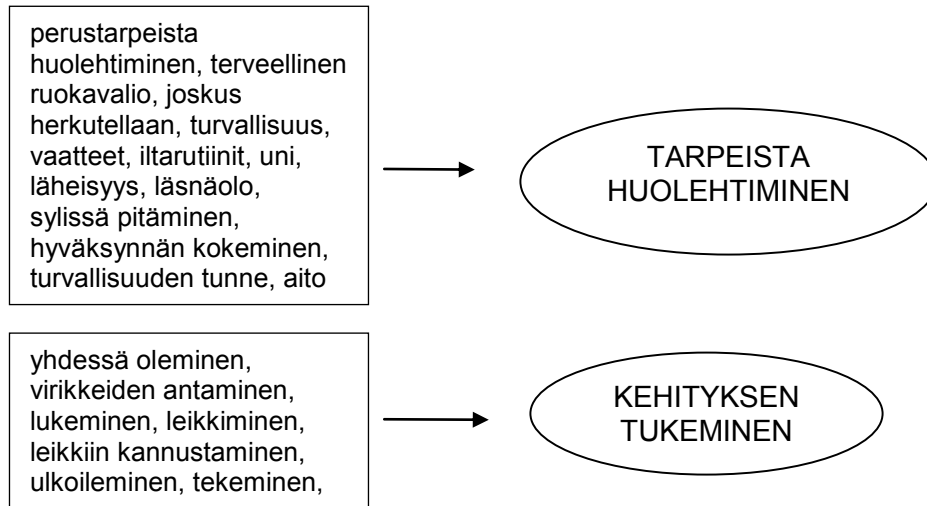 perustarpeista
huolehtiminen, terveellinen
ruokavalio, joskus
herkutellaan, turvallisuus,
vaatteet, iltarutiinit, uni,
läheisyys, läsnäolo,
sylissä pitäminen,
hyväksynnän kokeminen,
turvallisuuden tunne, aito
TARPEISTA
HUOLEHTIMINEN
yhdessä oleminen,
virikkeiden antaminen,
lukeminen, leikkiminen,
leikkiin kannustaminen,
ulkoileminen, tekeminen,
KEHITYKSEN
TUKEMINEN